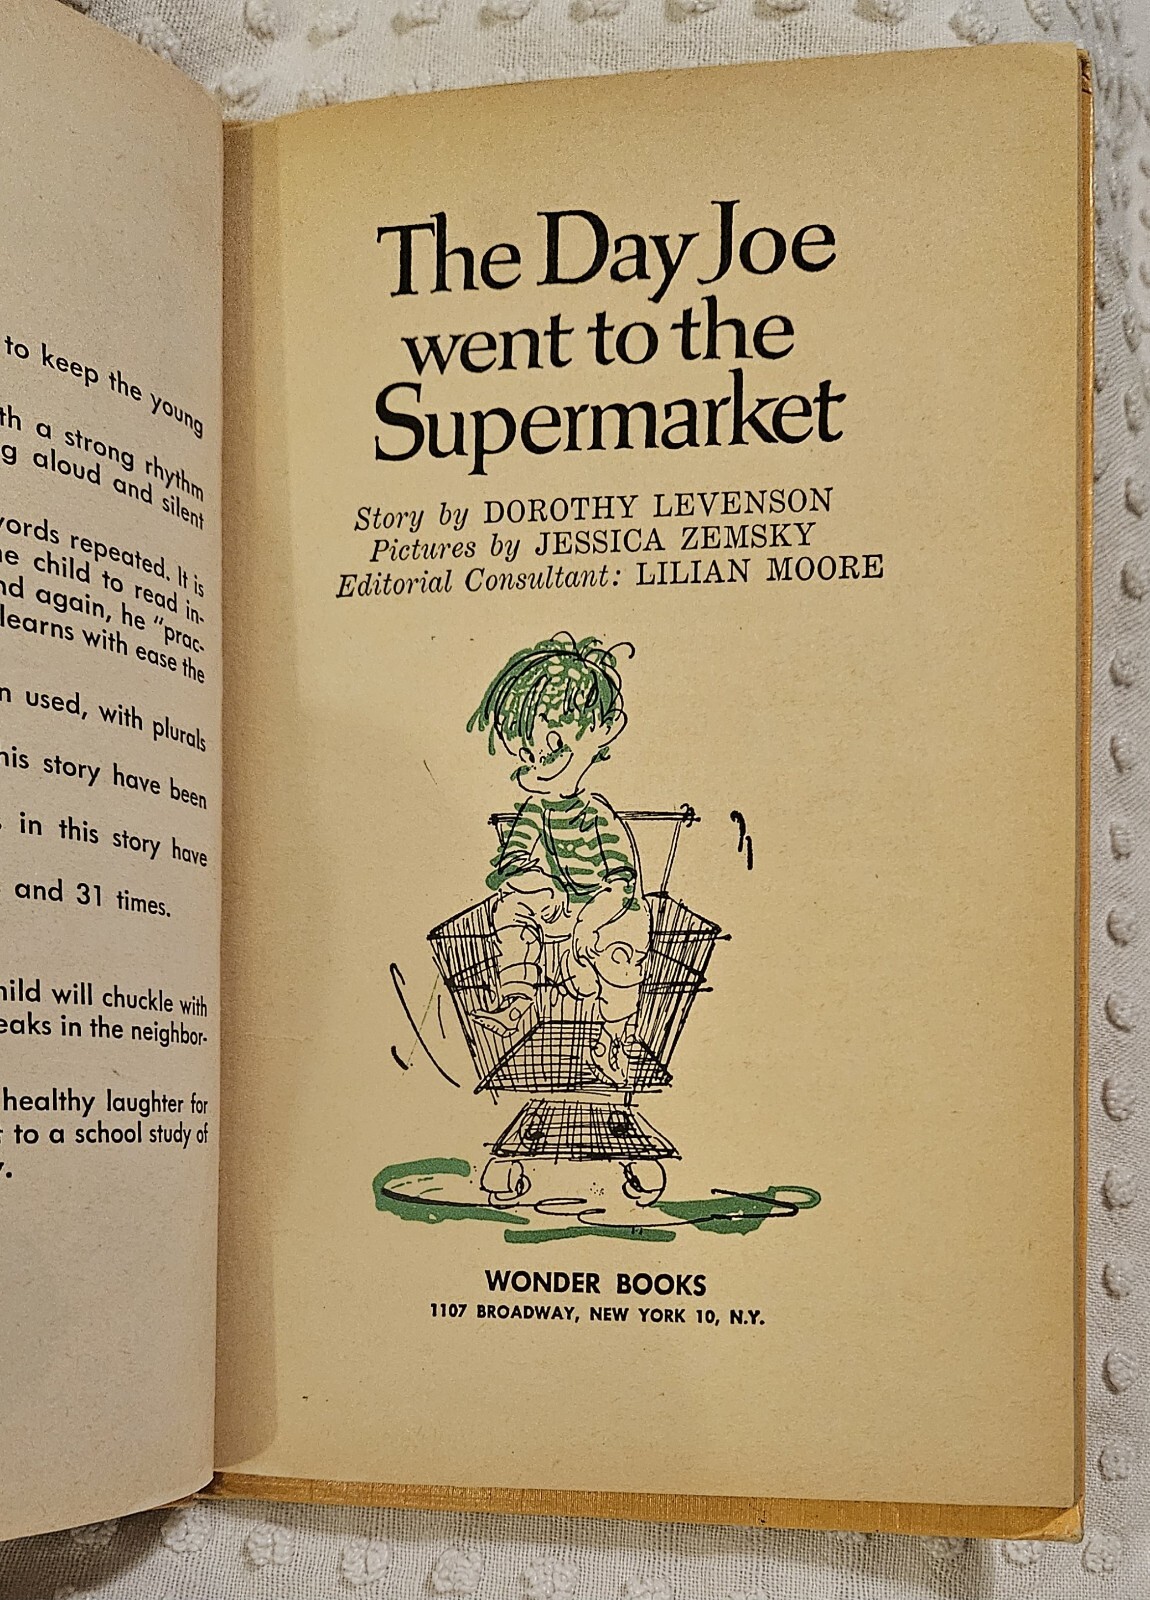 to keep the young
th a strong rhythm
g aloud and silent
words repeated. It is
e child to read in-
nd again, he "prac-
learns with ease the
n used, with plurals
his story have been
, in this story have
and 31 times.
hild will chuckle with
eaks in the neighbor-
healthy laughter for
to a school study of
The Day Joe
went to the
Supermarket
Story by DOROTHY LEVENSON
Pictures by JESSICA ZEMSKY
Editorial Consultant: LILIAN MOORE
WONDER BOOKS
1107 BROADWAY, NEW YORK 10, N.Y.